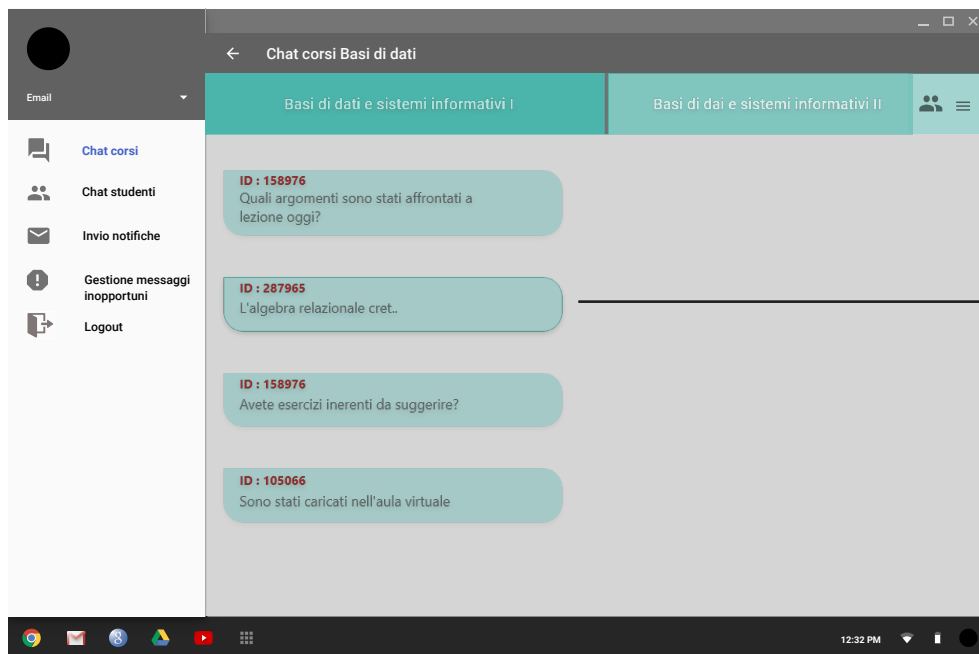 Chat corsi Basi di dati
Email
Basi di dati e sistemi informativi I
Basi di dai e sistemi informativi II
Chat corsi
Chat studenti
Invio notifiche
Gestione messaggi
inopportuni
Logout
ID : 158976
Quali argomenti sono stati affrontati a
lezione oggi?
ID : 287965
L'algebra relazionale cret..
ID : 158976
Avete esercizi inerenti da suggerire?
ID : 105066
Sono stati caricati nell'aula virtuale
12:32 PM